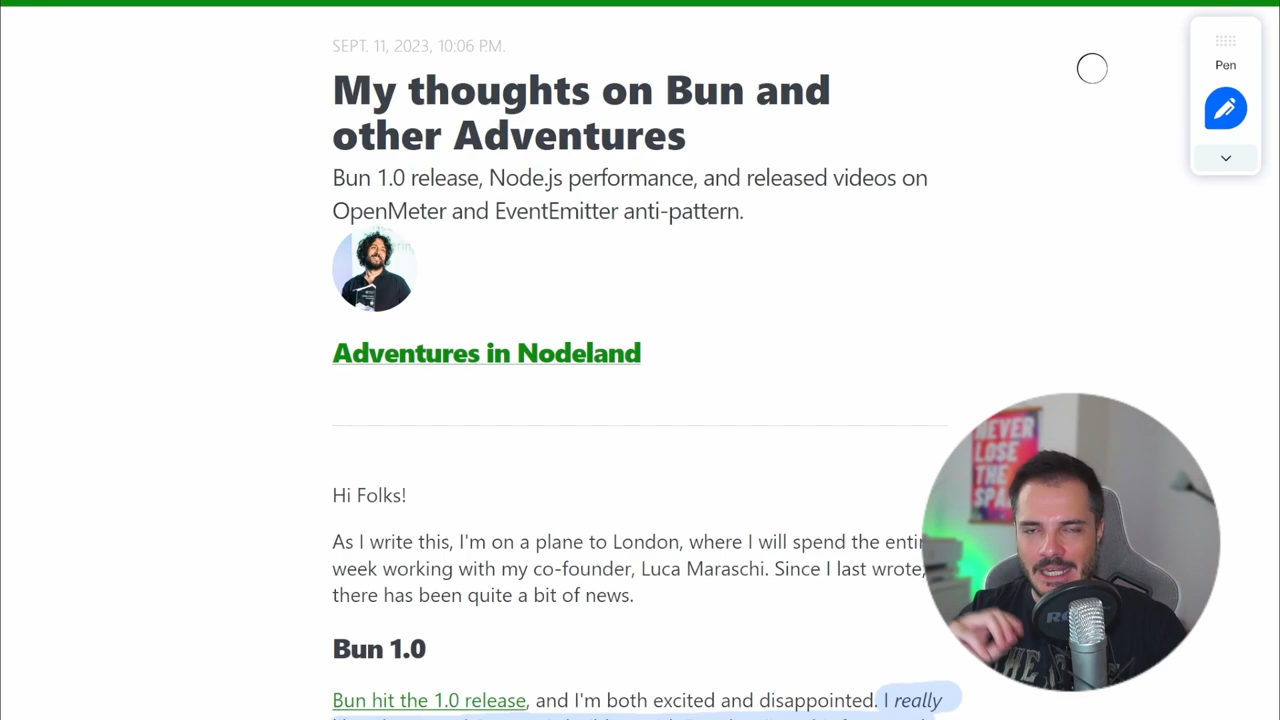 SEPT. 11, 2023, 10:06 P.M.
My thoughts on Bun and
other Adventures
Bun 1.0 release, Node.js performance, and released videos on
OpenMeter and EventEmitter anti-pattern.
Adventures in Nodeland
Hi Folks!
As I write this, I'm on a plane to London, where I will spend the
week working with my co-founder, Luca Maraschi. Since I last wrote,
there has been quite a bit of news.
Bun 1.0
Bun hit the 1.0 release, and I'm both excited and disappointed. I really
Pen
NEVER
LOSE
THE